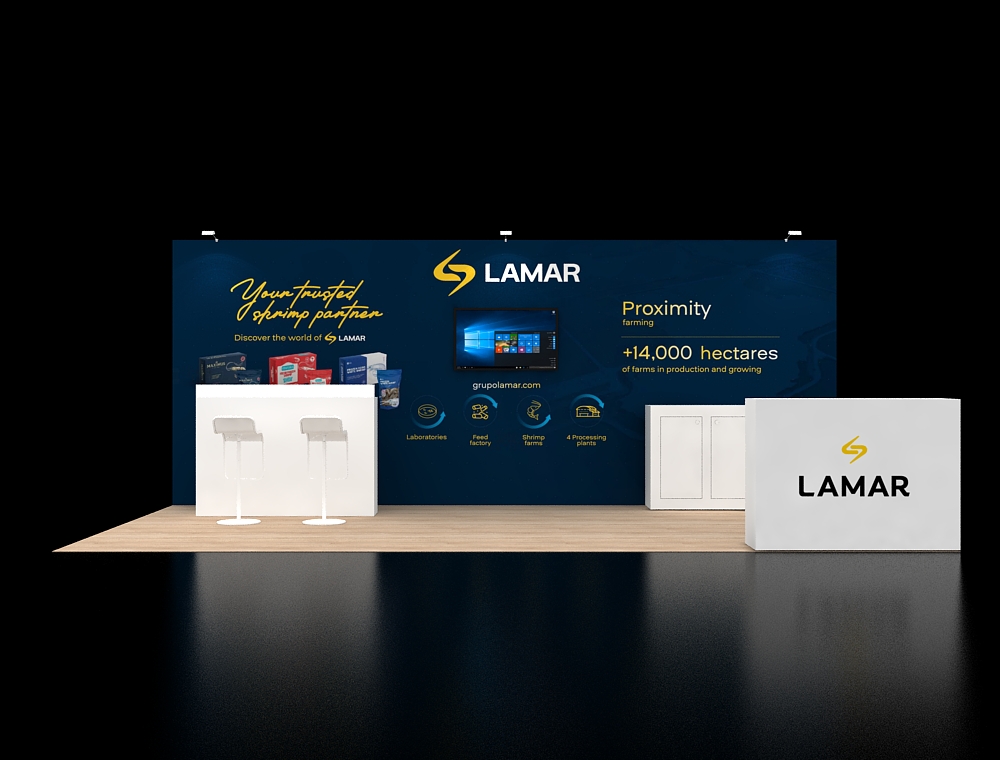 LAMAR
Your trusted
shrimp partner
Discover the world of LAMAR
grupolamar.com
Laboratories
Feed
factory
Shrimp
farms
4 Processing
plants
Proximity
farming
+14,000 hectares
of farms in production and growing
LAMAR